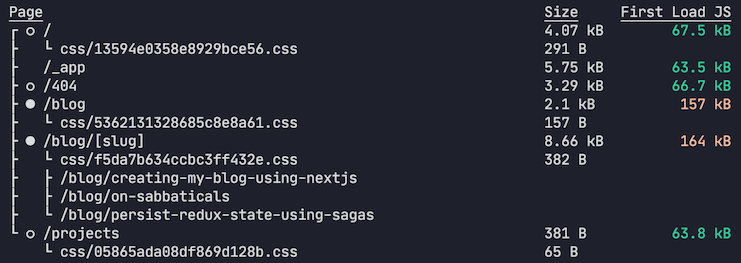 Page Size First Load JS
┌ ○ / 4.07 kB 67.5 kB
├ └ css/13594e0358e8929bce56.css 291 B
├ /_app 5.75 kB 63.5 kB
├ ○ /404 3.29 kB 66.7 kB
├ ● /blog 2.1 kB 157 kB
├ └ css/5362131328685c8e8a61.css 157 B
├ ● /blog/[slug] 8.66 kB 164 kB
├ └ css/f5da7b634ccbc3ff432e.css 382 B
├ ├ /blog/creating-my-blog-using-nextjs
├ ├ /blog/on-sabbaticals
├ └ /blog/persist-redux-state-using-sagas
└ ○ /projects 381 B 63.8 kB
└ css/05865ada08df869d128b.css 65 B